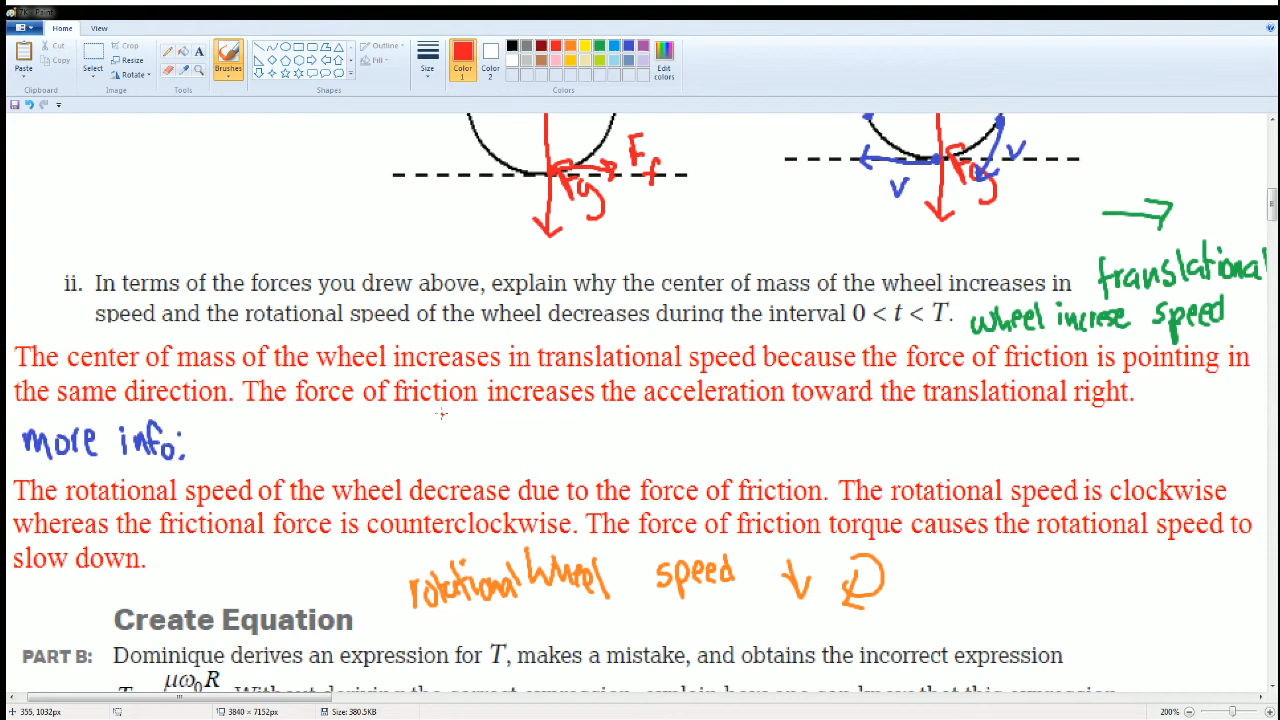 7K - Paint
Home View
Cut
Copy
Paste
Crop
Resize
Rotate
Select
A
Brushes
Outline
Fill
Size
Color 1
Color 2
Edit colors
Clipboard Image Tools Shapes Colors
Ff
Fg
v
v
Fg
ii. In terms of the forces you drew above, explain why the center of mass of the wheel increases in
speed and the rotational speed of the wheel decreases during the interval 0 < t < T.
translational
wheel increse speed
The center of mass of the wheel increases in translational speed because the force of friction is pointing in
the same direction. The force of friction increases the acceleration toward the translational right.
more info:
The rotational speed of the wheel decrease due to the force of friction. The rotational speed is clockwise
whereas the frictional force is counterclockwise. The force of friction torque causes the rotational speed to
slow down.
rotational wheel speed ↓
Create Equation
PART B: Dominique derives an expression for T, makes a mistake, and obtains the incorrect expression
μω₀R
355, 1032px 3840 × 7152px Size: 380.5KB 200%